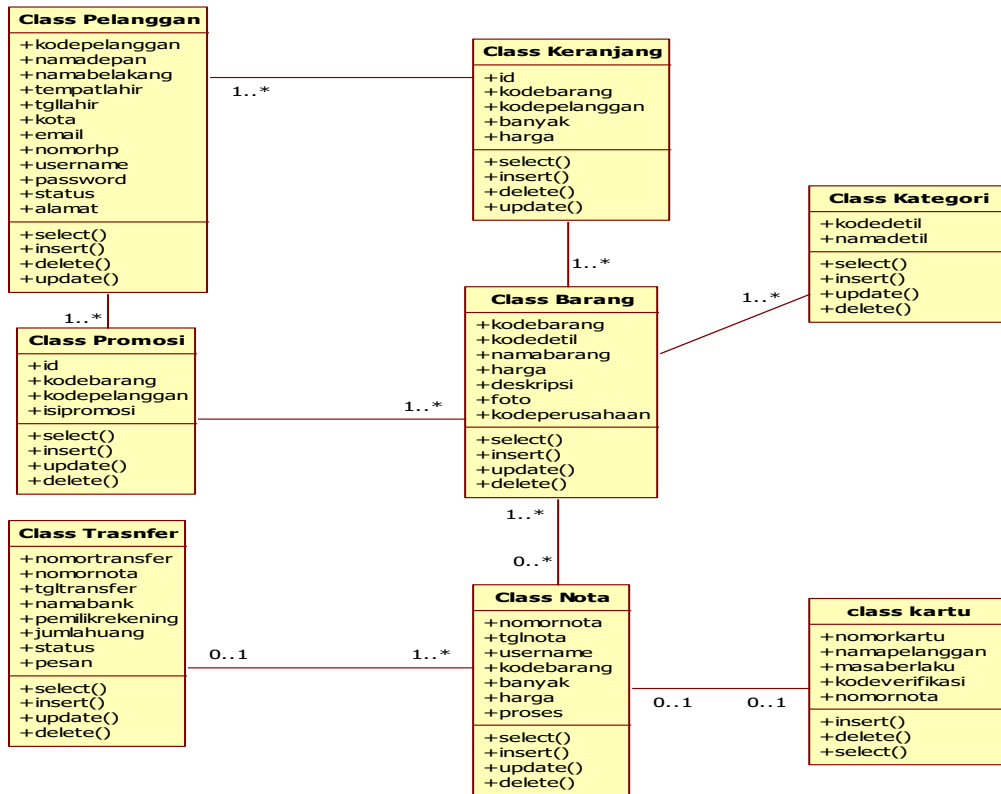 Class Pelanggan
+kodepelanggan
+namadepan
+namabelakang
+tempatlahir
+tgllahir
+kota
+email
+nomorhp
+username
+password
+status
+alamat
+select()
+insert()
+delete()
+update()
1..*
Class Keranjang
+id
+kodebarang
+kodepelanggan
+banyak
+harga
+select()
+insert()
+delete()
+update()
1..*
Class Kategori
+kodedetil
+namadetil
+select()
+insert()
+update()
+delete()
1..*
1..*
Class Promosi
+id
+kodebarang
+kodepelanggan
+isipromosi
+select()
+insert()
+update()
+delete()
1..*
Class Barang
+kodebarang
+kodedetil
+namabarang
+harga
+deskripsi
+foto
+kodeperusahaan
+select()
+insert()
+update()
+delete()
1..*
0..*
Class Trasnfer
+nomortransfer
+nomornota
+tgltransfer
+namabank
+pemilikrekening
+jumlahuang
+status
+pesan
+select()
+insert()
+update()
+delete()
0..1
1..*
Class Nota
+nomornota
+tglnota
+username
+kodebarang
+banyak
+harga
+proses
+select()
+insert()
+update()
+delete()
0..1
0..1
class kartu
+nomorkartu
+namapelanggan
+masaberlaku
+kodeverifikasi
+nomornota
+insert()
+delete()
+select()